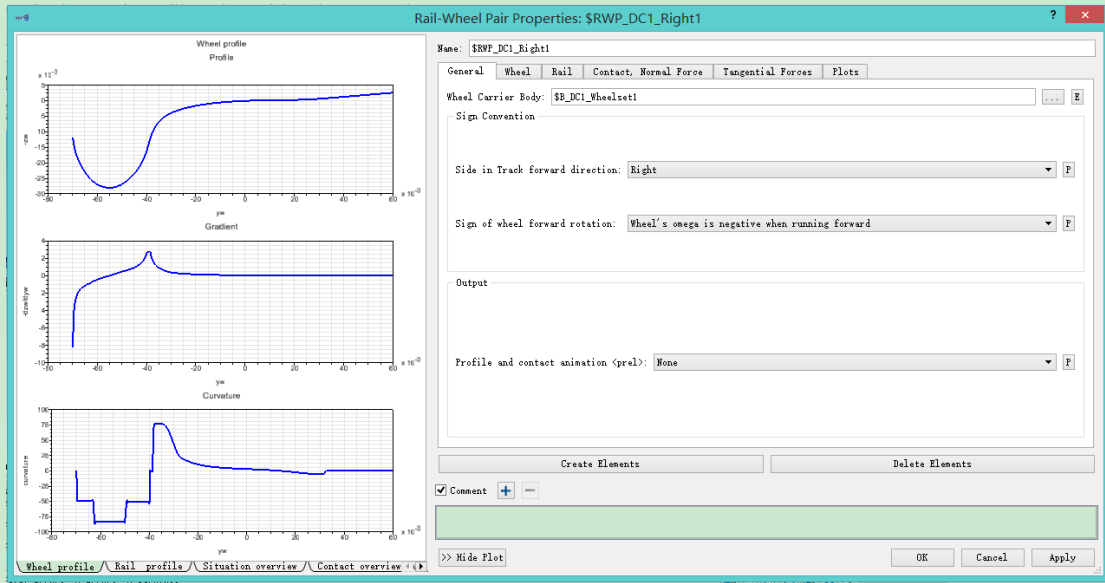 Rail-Wheel Pair Properties: $RWP_DC1_Right1
?
Wheel profile
Profile
x 10^-3
-zw
yw
x 10^-3
Gradient
-dzw/dyw
yw
x 10^-3
Curvature
curvature
yw
x 10^-3
Wheel profile
Rail profile
Situation overview
Contact overview
Name: $RWP_DC1_Right1
General Wheel Rail Contact, Normal Force Tangential Forces Plots
Wheel Carrier Body: $B_DC1_Wheelset1 ... E
Sign Convention
Side in Track forward direction: Right P
Sign of wheel forward rotation: Wheel's omega is negative when running forward P
Output
Profile and contact animation <prel>: None P
Create Elements Delete Elements
Comment
>> Hide Plot OK Cancel Apply